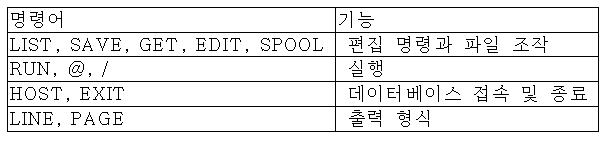 명령어 기능
LIST, SAVE, GET, EDIT, SPOOL 편집 명령과 파일 조작
RUN, @, / 실행
HOST, EXIT 데이터베이스 접속 및 종료
LINE, PAGE 출력 형식